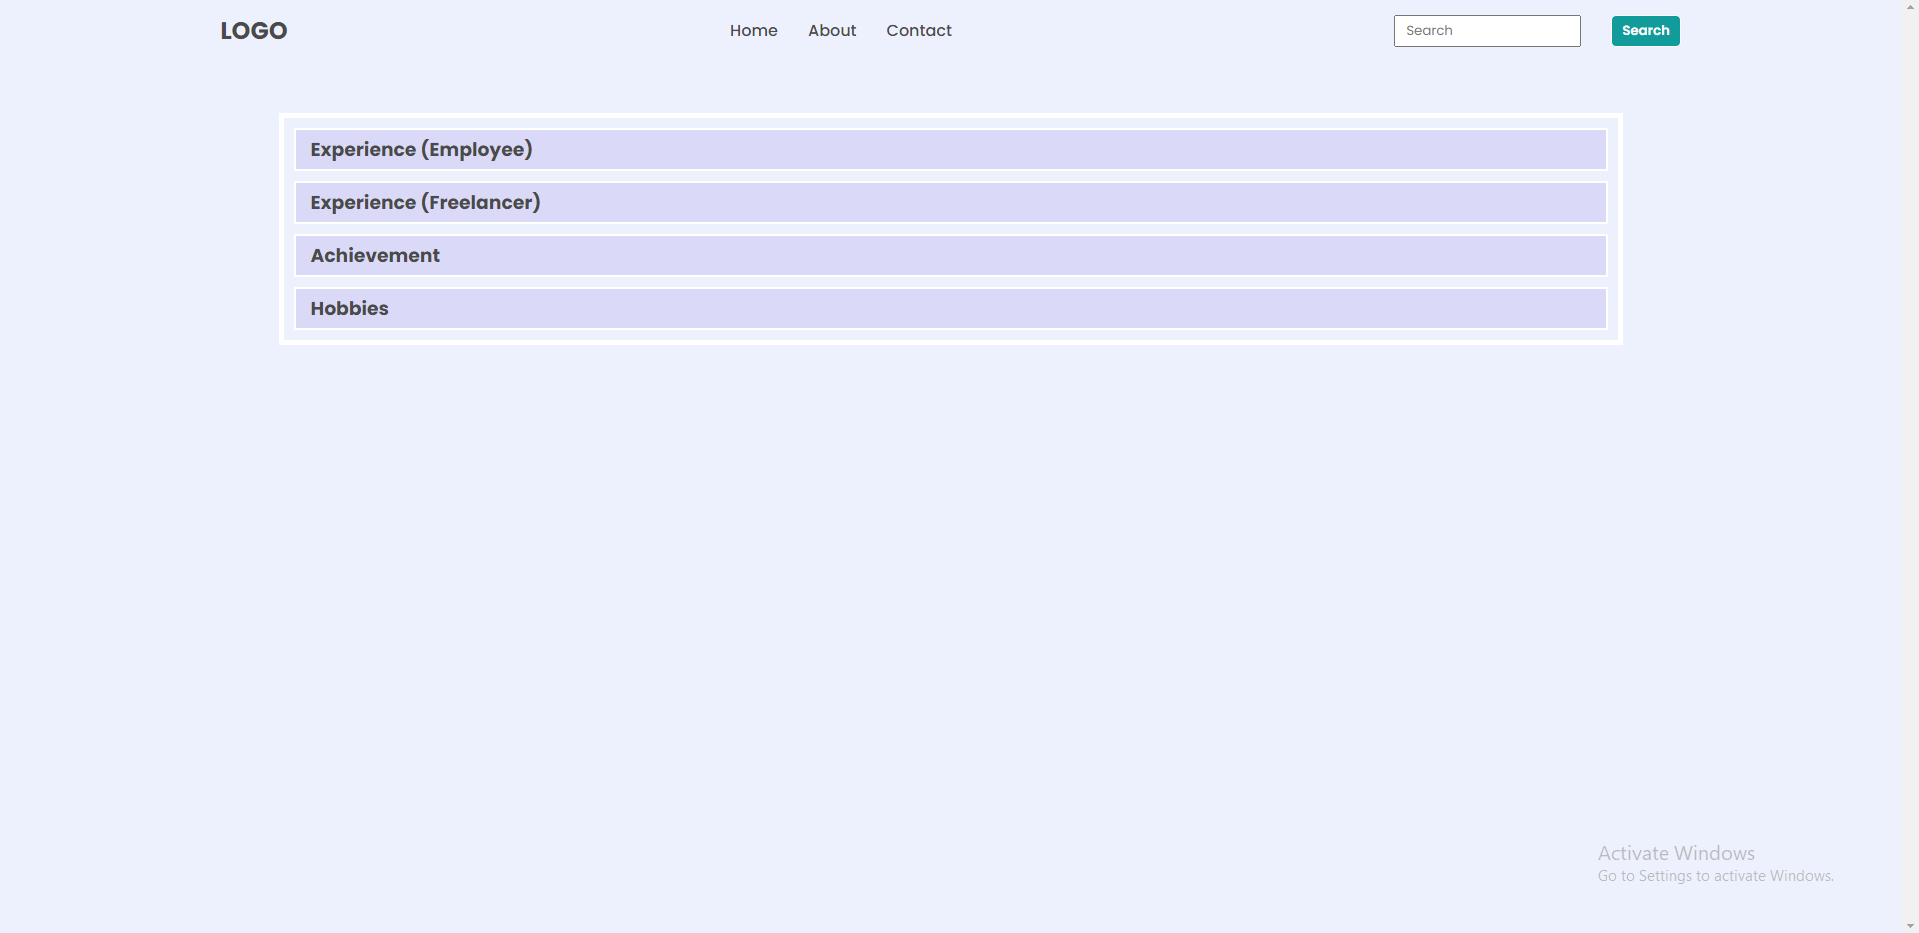 LOGO
Home About Contact
Search
Search
Experience (Employee)
Experience (Freelancer)
Achievement
Hobbies
Activate Windows
Go to Settings to activate Windows.